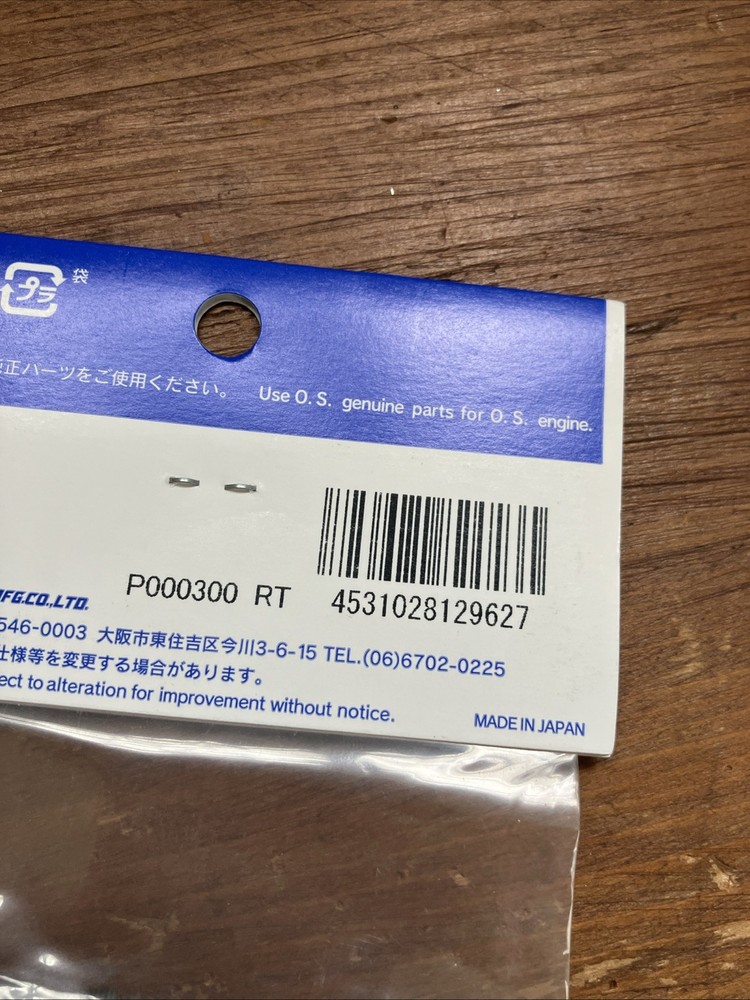 プラ 袋
正パーツをご使用ください。 Use O.S. genuine parts for O.S. engine.
P000300 RT 4531028129627
MFG.CO.,LTD.
546-0003 大阪市東住吉区今川3-6-15 TEL.(06)6702-0225
仕様等を変更する場合があります。
ect to alteration for improvement without notice.
MADE IN JAPAN